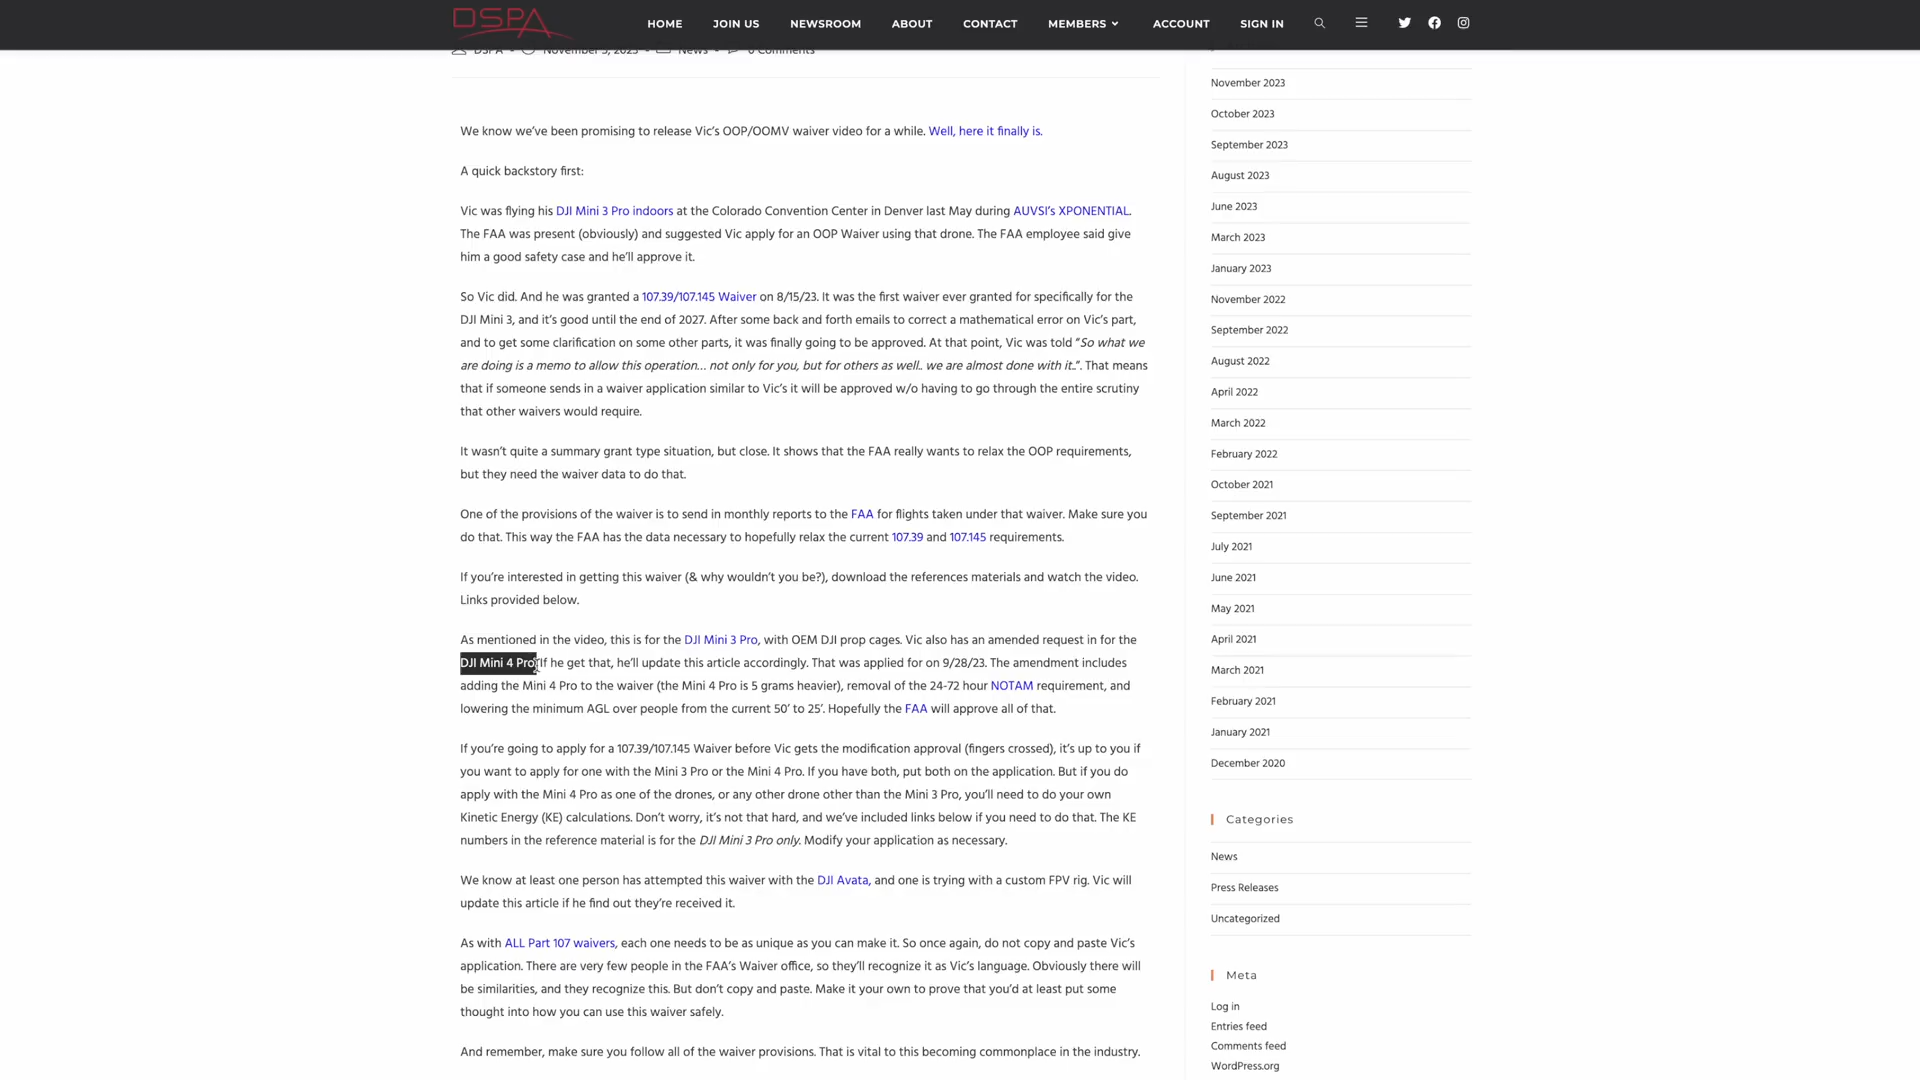 DSPA
HOME JOIN US NEWSROOM ABOUT CONTACT MEMBERS ACCOUNT SIGN IN
DSPA - November 5, 2023 - News - 0 Comments
We know we've been promising to release Vic's OOP/OOMV waiver video for a while. Well, here it finally is.
A quick backstory first:
Vic was flying his DJI Mini 3 Pro indoors at the Colorado Convention Center in Denver last May during AUVSI's XPONENTIAL.
The FAA was present (obviously) and suggested Vic apply for an OOP Waiver using that drone. The FAA employee said give
him a good safety case and he'll approve it.
So Vic did. And he was granted a 107.39/107.145 Waiver on 8/15/23. It was the first waiver ever granted for specifically for the
DJI Mini 3, and it's good until the end of 2027. After some back and forth emails to correct a mathematical error on Vic's part,
and to get some clarification on some other parts, it was finally going to be approved. At that point, Vic was told "So what we
are doing is a memo to allow this operation… not only for you, but for others as well.. we are almost done with it..". That means
that if someone sends in a waiver application similar to Vic's it will be approved w/o having to go through the entire scrutiny
that other waivers would require.
It wasn't quite a summary grant type situation, but close. It shows that the FAA really wants to relax the OOP requirements,
but they need the waiver data to do that.
One of the provisions of the waiver is to send in monthly reports to the FAA for flights taken under that waiver. Make sure you
do that. This way the FAA has the data necessary to hopefully relax the current 107.39 and 107.145 requirements.
If you're interested in getting this waiver (& why wouldn't you be?), download the references materials and watch the video.
Links provided below.
As mentioned in the video, this is for the DJI Mini 3 Pro, with OEM DJI prop cages. Vic also has an amended request in for the
DJI Mini 4 Pro. If he get that, he'll update this article accordingly. That was applied for on 9/28/23. The amendment includes
adding the Mini 4 Pro to the waiver (the Mini 4 Pro is 5 grams heavier), removal of the 24-72 hour NOTAM requirement, and
lowering the minimum AGL over people from the current 50' to 25'. Hopefully the FAA will approve all of that.
If you're going to apply for a 107.39/107.145 Waiver before Vic gets the modification approval (fingers crossed), it's up to you if
you want to apply for one with the Mini 3 Pro or the Mini 4 Pro. If you have both, put both on the application. But if you do
apply with the Mini 4 Pro as one of the drones, or any other drone other than the Mini 3 Pro, you'll need to do your own
Kinetic Energy (KE) calculations. Don't worry, it's not that hard, and we've included links below if you need to do that. The KE
numbers in the reference material is for the DJI Mini 3 Pro only. Modify your application as necessary.
We know at least one person has attempted this waiver with the DJI Avata, and one is trying with a custom FPV rig. Vic will
update this article if he find out they're received it.
As with ALL Part 107 waivers, each one needs to be as unique as you can make it. So once again, do not copy and paste Vic's
application. There are very few people in the FAA's Waiver office, so they'll recognize it as Vic's language. Obviously there will
be similarities, and they recognize this. But don't copy and paste. Make it your own to prove that you'd at least put some
thought into how you can use this waiver safely.
And remember, make sure you follow all of the waiver provisions. That is vital to this becoming commonplace in the industry.
November 2023
October 2023
September 2023
August 2023
June 2023
March 2023
January 2023
November 2022
September 2022
August 2022
April 2022
March 2022
February 2022
October 2021
September 2021
July 2021
June 2021
May 2021
April 2021
March 2021
February 2021
January 2021
December 2020
Categories
News
Press Releases
Uncategorized
Meta
Log in
Entries feed
Comments feed
WordPress.org